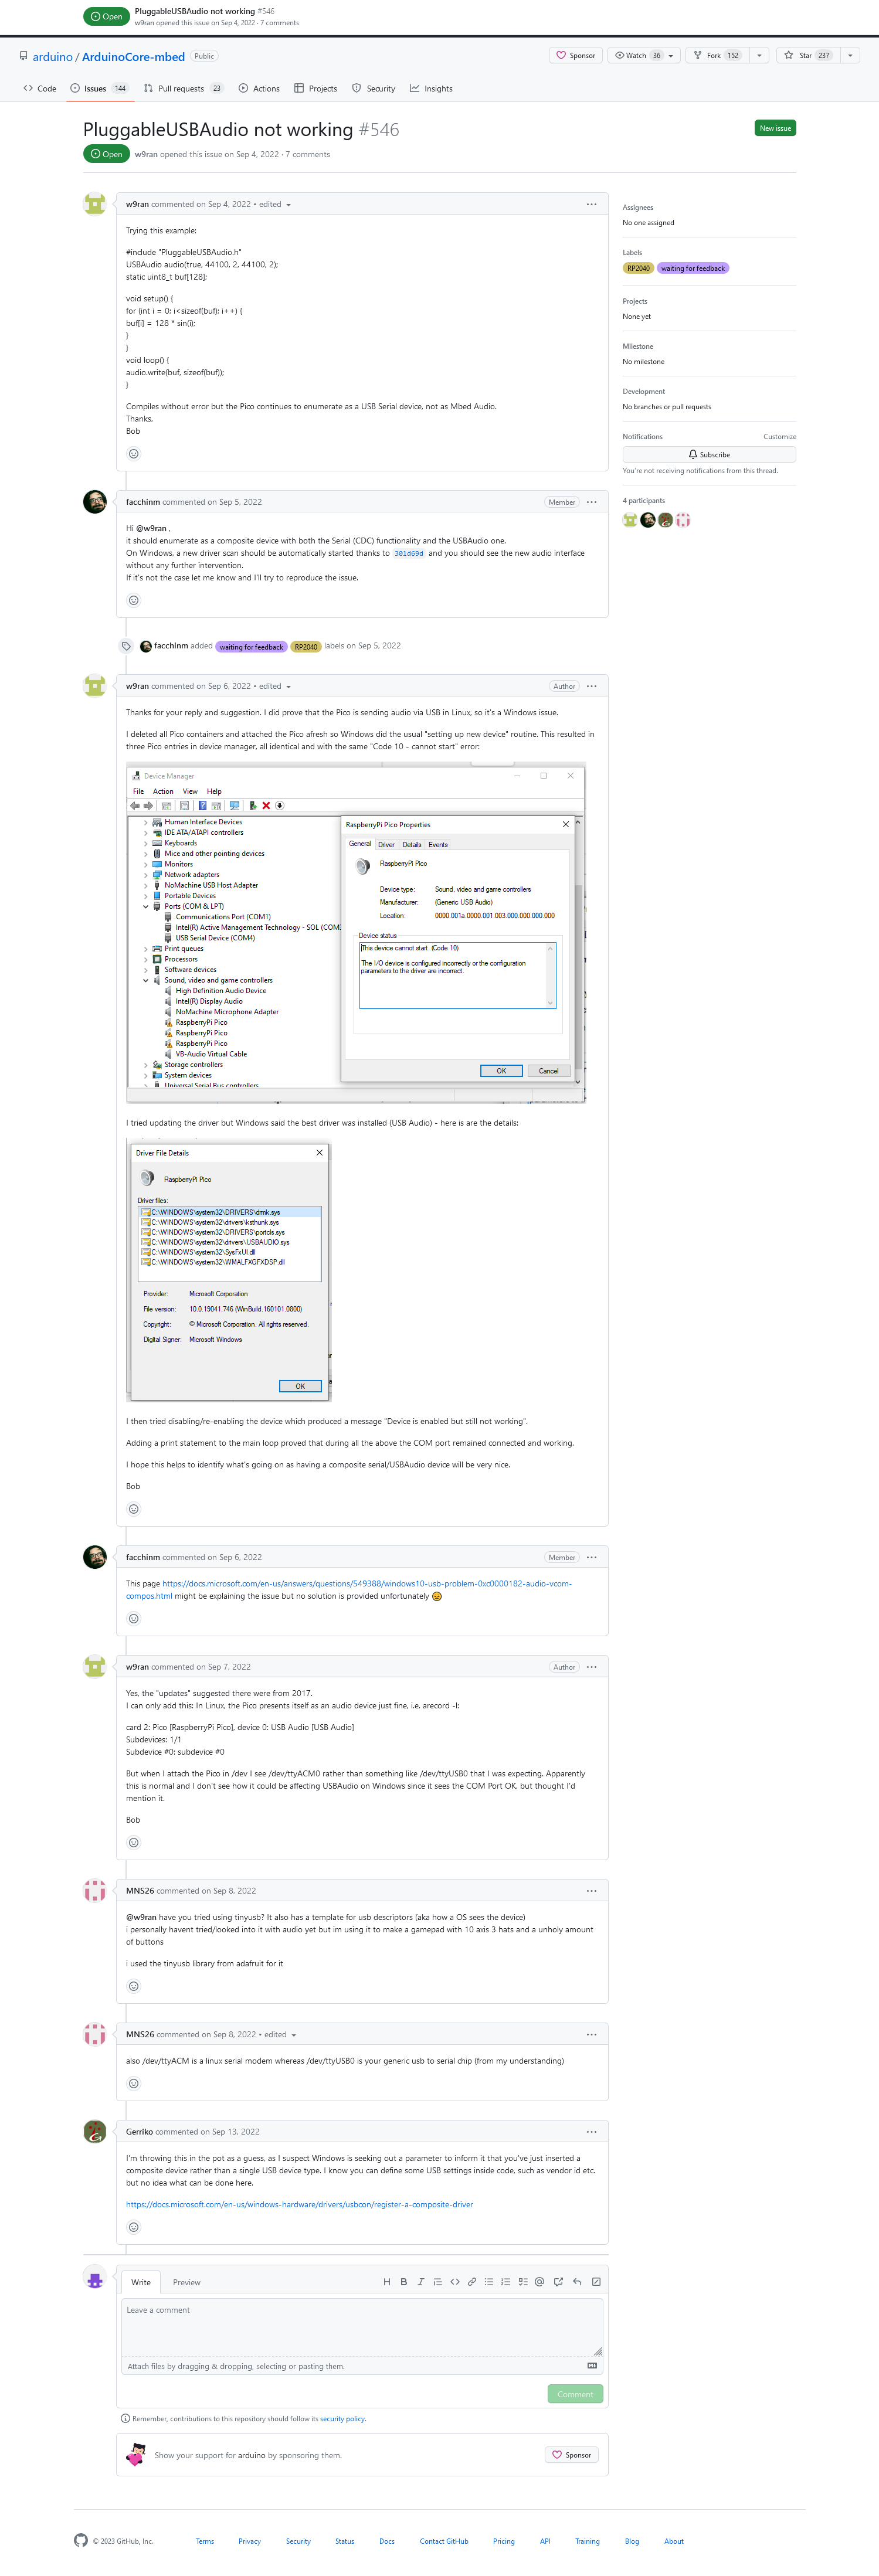 Open
PluggableUSBAudio not working #546
w9ran opened this issue on Sep 4, 2022 · 7 comments
arduino / ArduinoCore-mbed Public
Sponsor
Watch 36
Fork 152
Star 237
Code
Issues 144
Pull requests 23
Actions
Projects
Security
Insights
PluggableUSBAudio not working #546
New issue
Open
w9ran opened this issue on Sep 4, 2022 · 7 comments
w9ran commented on Sep 4, 2022 • edited
Trying this example:
#include "PluggableUSBAudio.h"
USBAudio audio(true, 44100, 2, 44100, 2);
static uint8_t buf[128];
void setup() {
for (int i = 0; i<sizeof(buf); i++) {
buf[i] = 128 * sin(i);
}
}
void loop() {
audio.write(buf, sizeof(buf));
}
Compiles without error but the Pico continues to enumerate as a USB Serial device, not as Mbed Audio.
Thanks,
Bob
Assignees
No one assigned
Labels
RP2040 waiting for feedback
Projects
None yet
Milestone
No milestone
Development
No branches or pull requests
Notifications Customize
Subscribe
You're not receiving notifications from this thread.
4 participants
facchinm commented on Sep 5, 2022 Member
Hi @w9ran ,
it should enumerate as a composite device with both the Serial (CDC) functionality and the USBAudio one.
On Windows, a new driver scan should be automatically started thanks to 301d69d and you should see the new audio interface
without any further intervention.
If it's not the case let me know and I'll try to reproduce the issue.
facchinm added waiting for feedback RP2040 labels on Sep 5, 2022
w9ran commented on Sep 6, 2022 • edited Author
Thanks for your reply and suggestion. I did prove that the Pico is sending audio via USB in Linux, so it's a Windows issue.
I deleted all Pico containers and attached the Pico afresh so Windows did the usual "setting up new device" routine. This resulted in
three Pico entries in device manager, all identical and with the same "Code 10 - cannot start" error:
Device Manager
File Action View Help
Human Interface Devices
IDE ATA/ATAPI controllers
Keyboards
Mice and other pointing devices
Monitors
Network adapters
NoMachine USB Host Adapter
Portable Devices
Ports (COM & LPT)
Communications Port (COM1)
Intel(R) Active Management Technology - SOL (COM3
USB Serial Device (COM4)
Print queues
Processors
Software devices
Sound, video and game controllers
High Definition Audio Device
Intel(R) Display Audio
NoMachine Microphone Adapter
RaspberryPi Pico
RaspberryPi Pico
RaspberryPi Pico
VB-Audio Virtual Cable
Storage controllers
System devices
Universal Serial Bus controllers
RaspberryPi Pico Properties
General Driver Details Events
RaspberryPi Pico
Device type: Sound, video and game controllers
Manufacturer: (Generic USB Audio)
Location: 0000.001a.0000.001.003.000.000.000.000
Device status
This device cannot start. (Code 10)
The I/O device is configured incorrectly or the configuration
parameters to the driver are incorrect.
OK Cancel
I tried updating the driver but Windows said the best driver was installed (USB Audio) - here is are the details:
Driver File Details
RaspberryPi Pico
Driver files:
C:\WINDOWS\system32\DRIVERS\drmk.sys
C:\WINDOWS\system32\drivers\ksthunk.sys
C:\WINDOWS\system32\DRIVERS\portcls.sys
C:\WINDOWS\system32\drivers\USBAUDIO.sys
C:\WINDOWS\system32\SysFxUI.dll
C:\WINDOWS\system32\WMALFXGFXDSP.dll
Provider: Microsoft Corporation
File version: 10.0.19041.746 (WinBuild.160101.0800)
Copyright: © Microsoft Corporation. All rights reserved.
Digital Signer: Microsoft Windows
OK
I then tried disabling/re-enabling the device which produced a message "Device is enabled but still not working".
Adding a print statement to the main loop proved that during all the above the COM port remained connected and working.
I hope this helps to identify what's going on as having a composite serial/USBAudio device will be very nice.
Bob
facchinm commented on Sep 6, 2022 Member
This page https://docs.microsoft.com/en-us/answers/questions/549388/windows10-usb-problem-0xc0000182-audio-vcom-
compos.html might be explaining the issue but no solution is provided unfortunately 😞
w9ran commented on Sep 7, 2022 Author
Yes, the "updates" suggested there were from 2017.
I can only add this: In Linux, the Pico presents itself as an audio device just fine, i.e. arecord -l:
card 2: Pico [RaspberryPi Pico], device 0: USB Audio [USB Audio]
Subdevices: 1/1
Subdevice #0: subdevice #0
But when I attach the Pico in /dev I see /dev/ttyACM0 rather than something like /dev/ttyUSB0 that I was expecting. Apparently
this is normal and I don't see how it could be affecting USBAudio on Windows since it sees the COM Port OK, but thought I'd
mention it.
Bob
MNS26 commented on Sep 8, 2022
@w9ran have you tried using tinyusb? It also has a template for usb descriptors (aka how a OS sees the device)
i personally havent tried/looked into it with audio yet but im using it to make a gamepad with 10 axis 3 hats and a unholy amount
of buttons
i used the tinyusb library from adafruit for it
MNS26 commented on Sep 8, 2022 • edited
also /dev/ttyACM is a linux serial modem whereas /dev/ttyUSB0 is your generic usb to serial chip (from my understanding)
Gerriko commented on Sep 13, 2022
I'm throwing this in the pot as a guess, as I suspect Windows is seeking out a parameter to inform it that you've just inserted a
composite device rather than a single USB device type. I know you can define some USB settings inside code, such as vendor id etc,
but no idea what can be done here.
https://docs.microsoft.com/en-us/windows-hardware/drivers/usbcon/register-a-composite-driver
Write Preview
Leave a comment
Attach files by dragging & dropping, selecting or pasting them.
Comment
Remember, contributions to this repository should follow its security policy.
Show your support for arduino by sponsoring them.
Sponsor
© 2023 GitHub, Inc. Terms Privacy Security Status Docs Contact GitHub Pricing API Training Blog About